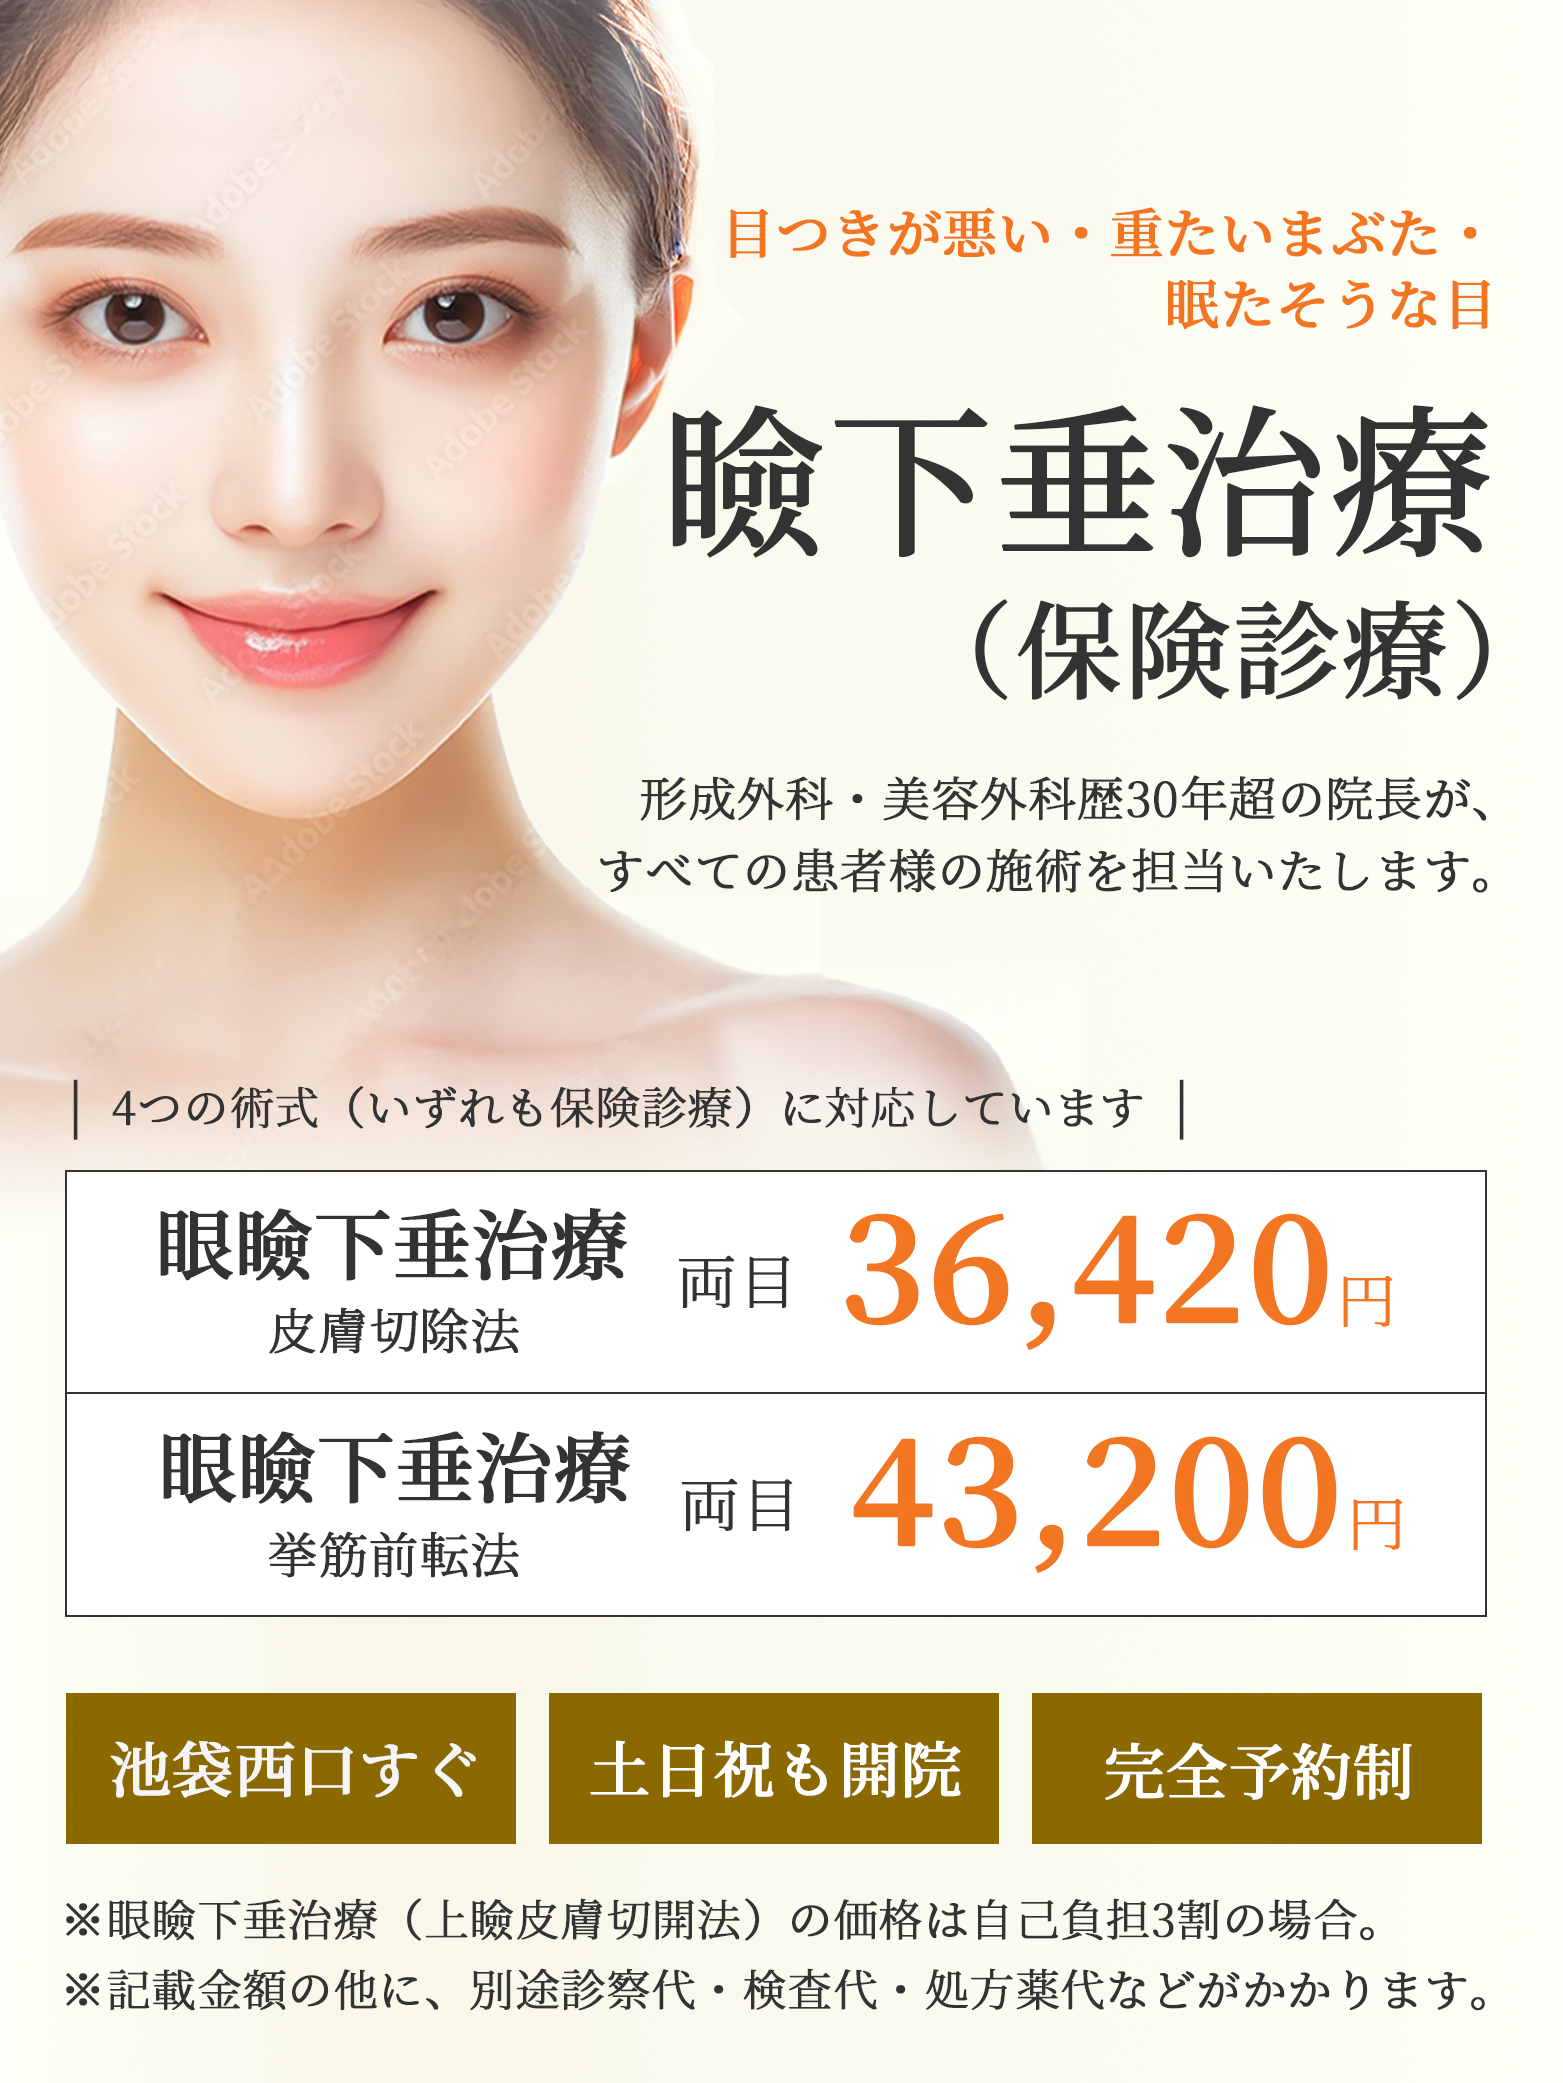 目つきが悪い・重たいまぶた・
眠たそうな目
瞼下垂治療
（保険診療）
形成外科・美容外科歴30年超の院長が、
すべての患者様の施術を担当いたします。
4つの術式（いずれも保険診療）に対応しています
眼瞼下垂治療 両目 36,420円
皮膚切除法
眼瞼下垂治療 両目 43,200円
挙筋前転法
池袋西口すぐ 土日祝も開院 完全予約制
※眼瞼下垂治療（上瞼皮膚切開法）の価格は自己負担3割の場合。
※記載金額の他に、別途診察代・検査代・処方薬代などがかかります。
Adobe Stock